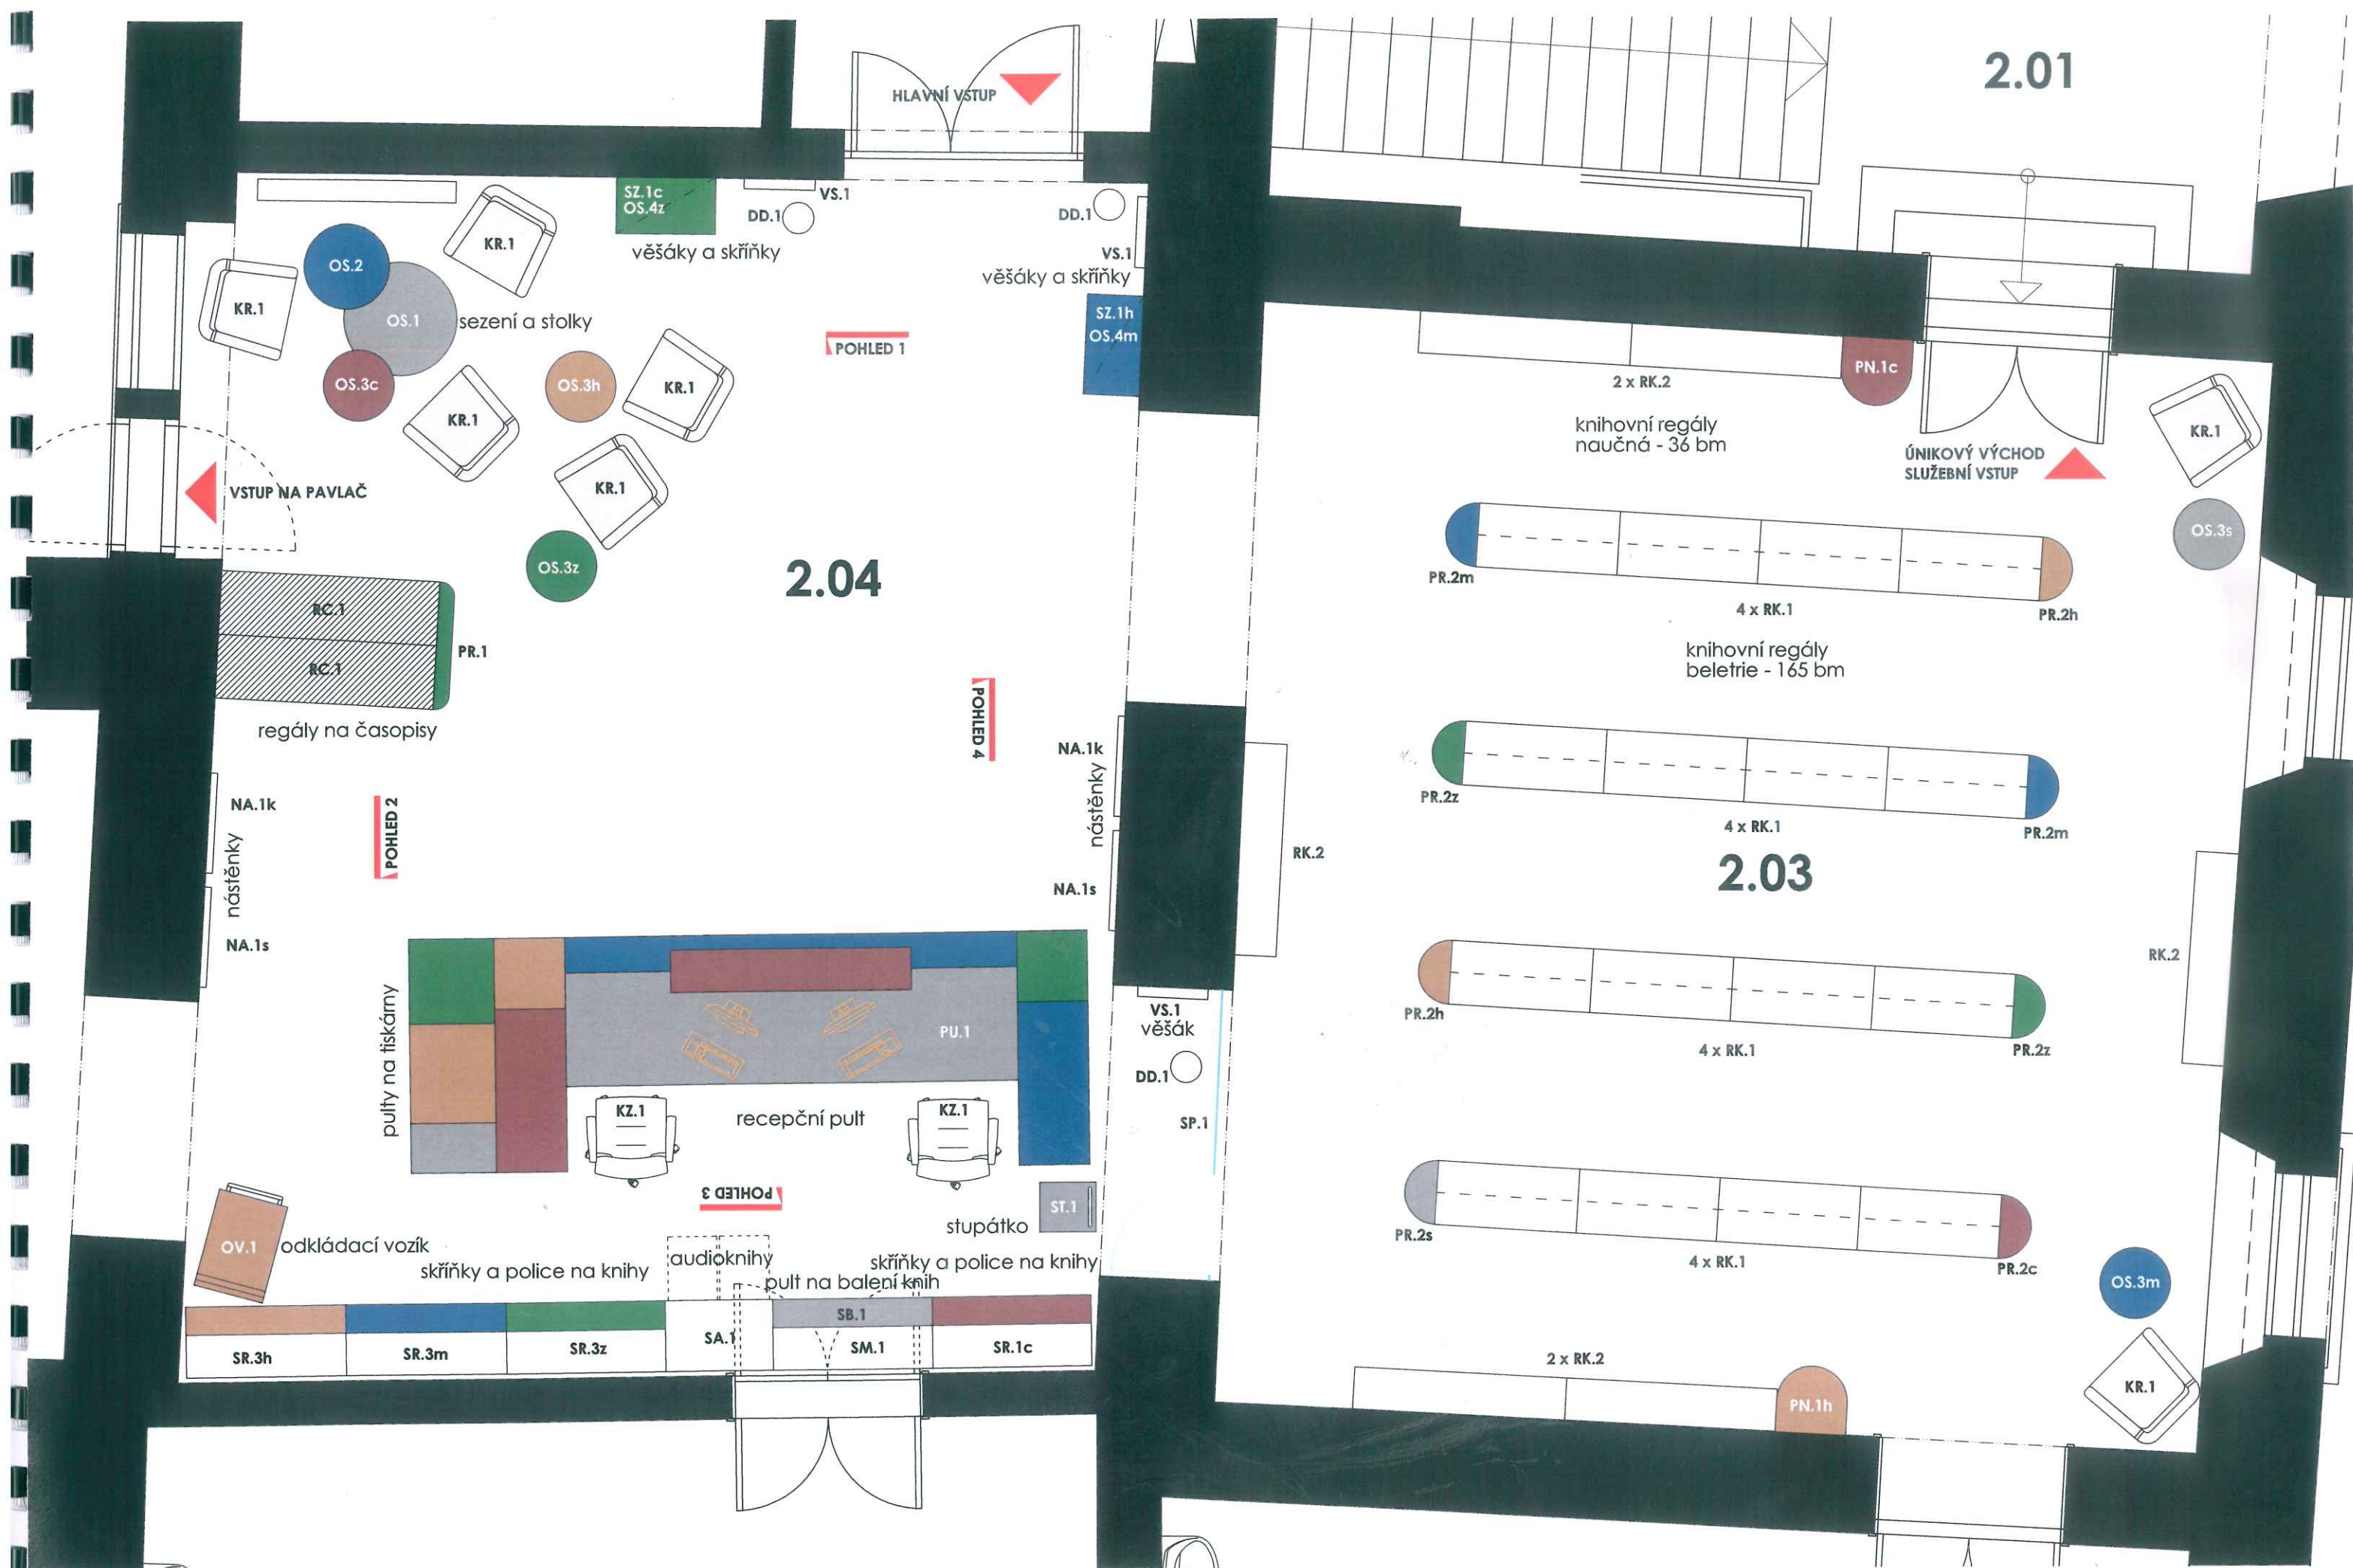 2.01
HLAVNÍ VSTUP
SZ.1c
OS.4z
VS.1
DD.1
věšáky a skříňky
DD.1
VS.1
věšáky a skříňky
SZ.1h
OS.4m
KR.1
OS.2
KR.1
OS.1
sezení a stolky
OS.3c
OS.3h
KR.1
KR.1
KR.1
OS.3z
POHLED 1
VSTUP NA PAVLAČ
2.04
RC.1
RC.1
PR.1
regály na časopisy
POHLED 4
NA.1k
nástěnky
NA.1s
POHLED 2
NA.1k
nástěnky
NA.1s
pulty na tiskárny
PU.1
KZ.1
recepční pult
KZ.1
POHLED 3
ST.1
stupátko
OV.1
odkládací vozík
skříňky a police na knihy
audioknihy
skříňky a police na knihy
pult na balení knih
SB.1
SR.3h
SR.3m
SR.3z
SA.1
SM.1
SR.1c
VS.1
věšák
DD.1
SP.1
2 x RK.2
PN.1c
knihovní regály
naučná - 36 bm
ÚNIKOVÝ VÝCHOD
SLUŽEBNÍ VSTUP
KR.1
OS.3s
PR.2m
4 x RK.1
PR.2h
knihovní regály
beletrie - 165 bm
PR.2z
4 x RK.1
PR.2m
RK.2
2.03
RK.2
PR.2h
4 x RK.1
PR.2z
PR.2s
4 x RK.1
PR.2c
OS.3m
2 x RK.2
PN.1h
KR.1